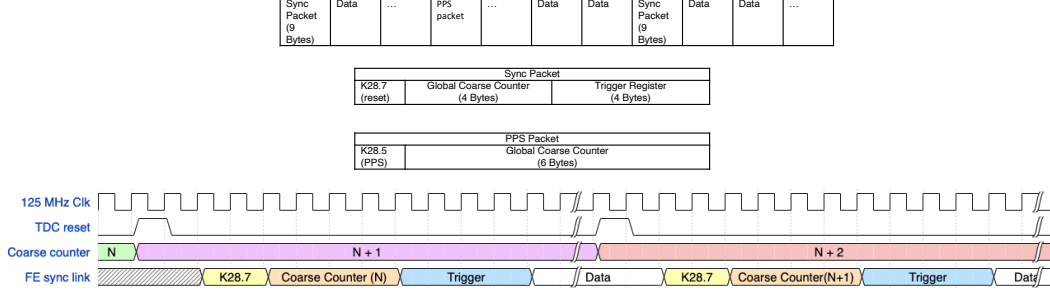 Sync Data ... PPS ... Data Data Sync Data Data ...
Packet packet Packet
(9 (9
Bytes) Bytes)
Sync Packet
K28.7 Global Coarse Counter Trigger Register
(reset) (4 Bytes) (4 Bytes)
PPS Packet
K28.5 Global Coarse Counter
(PPS) (6 Bytes)
125 MHz Clk
TDC reset
Coarse counter N N + 1 N + 2
FE sync link K28.7 Coarse Counter (N) Trigger Data K28.7 Coarse Counter(N+1) Trigger Data